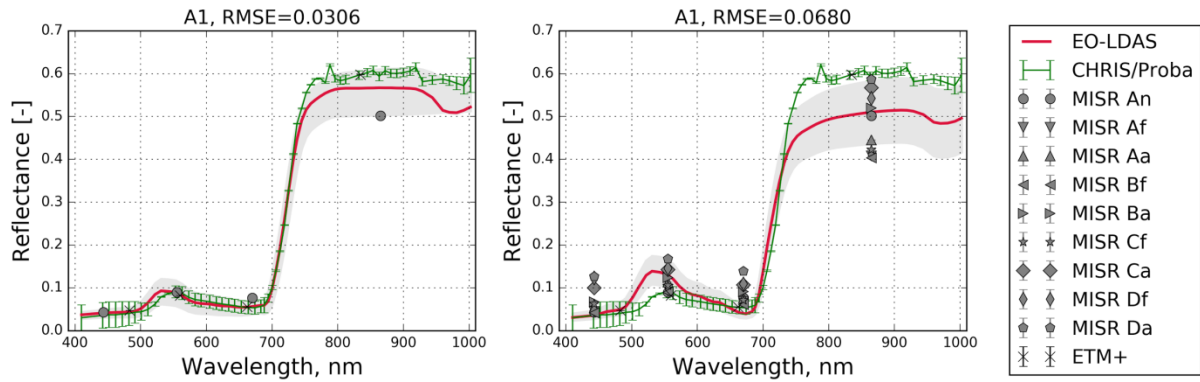 A1, RMSE=0.0306
0.7
0.6
0.5
0.4
0.3
0.2
0.1
0.0
Reflectance [-]
400 500 600 700 800 900 1000
Wavelength, nm
A1, RMSE=0.0680
0.7
0.6
0.5
0.4
0.3
0.2
0.1
0.0
Reflectance [-]
400 500 600 700 800 900 1000
Wavelength, nm
EO-LDAS
CHRIS/Proba
MISR An
MISR Af
MISR Aa
MISR Bf
MISR Ba
MISR Cf
MISR Ca
MISR Df
MISR Da
ETM+